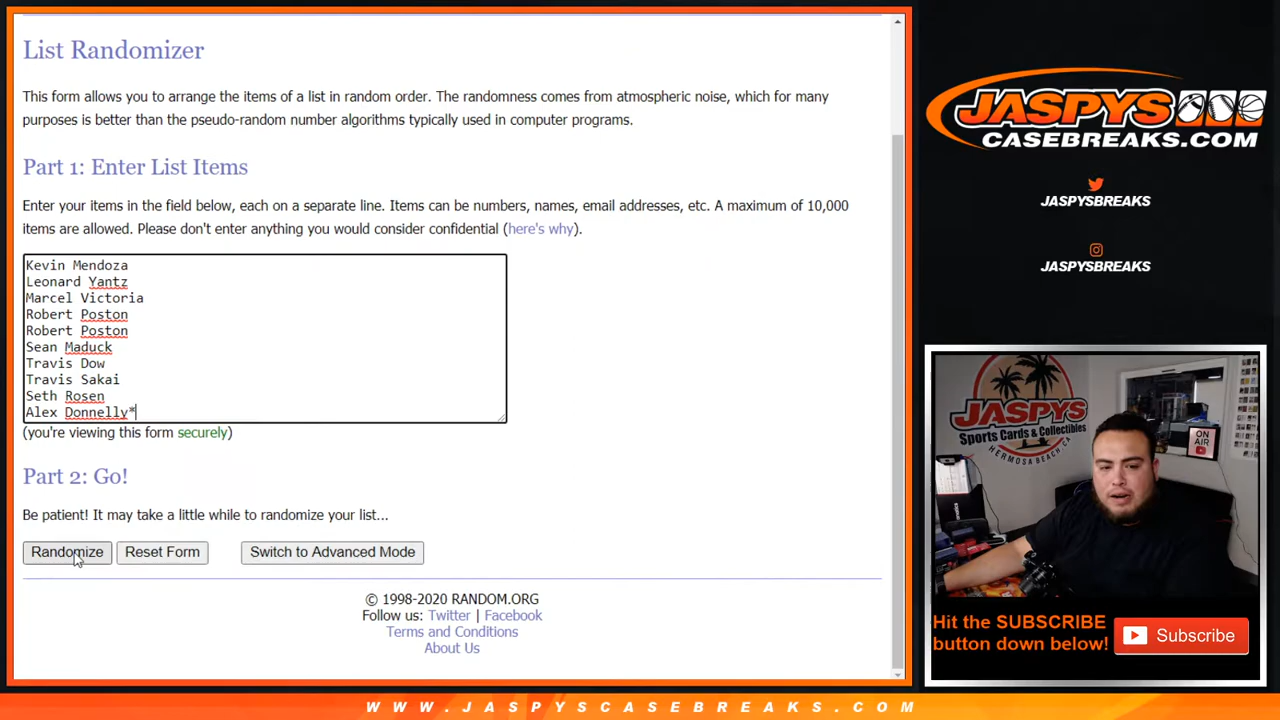 List Randomizer
This form allows you to arrange the items of a list in random order. The randomness comes from atmospheric noise, which for many
purposes is better than the pseudo-random number algorithms typically used in computer programs.
Part 1: Enter List Items
Enter your items in the field below, each on a separate line. Items can be numbers, names, email addresses, etc. A maximum of 10,000
items are allowed. Please don't enter anything you would consider confidential (here's why).
Kevin Mendoza
Leonard Yantz
Marcel Victoria
Robert Poston
Robert Poston
Sean Maduck
Travis Dow
Travis Sakai
Seth Rosen
Alex Donnelly*
(you're viewing this form securely)
Part 2: Go!
Be patient! It may take a little while to randomize your list...
Randomize
Reset Form
Switch to Advanced Mode
© 1998-2020 RANDOM.ORG
Follow us: Twitter | Facebook
Terms and Conditions
About Us
JASPYS
CASEBREAKS.COM
JASPYSBREAKS
JASPYSBREAKS
JASPYS
Sports Cards & Collectibles
HERMOSA BEACH, CA
ON
AIR
Hit the SUBSCRIBE
button down below!
Subscribe
WWW.JASPYSCASEBREAKS.COM